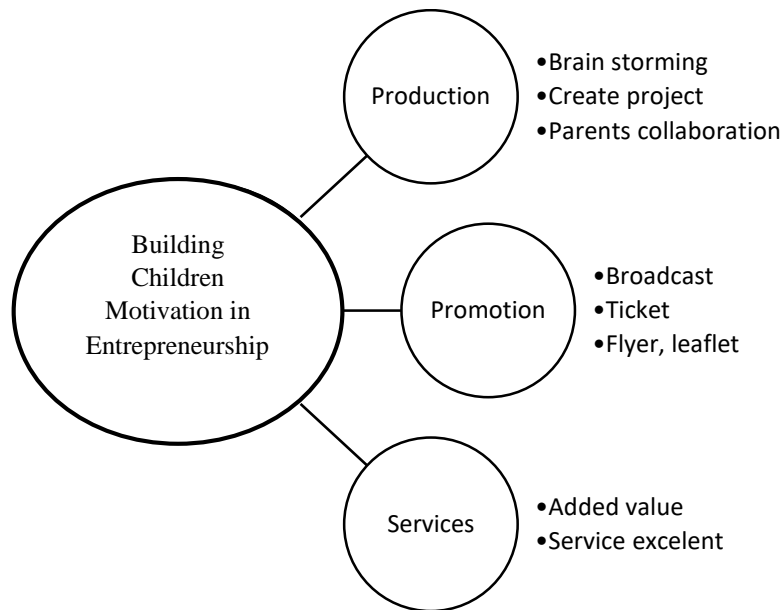 Building
Children
Motivation in
Entrepreneurship
Production
•Brain storming
•Create project
•Parents collaboration
Promotion
•Broadcast
•Ticket
•Flyer, leaflet
Services
•Added value
•Service excelent